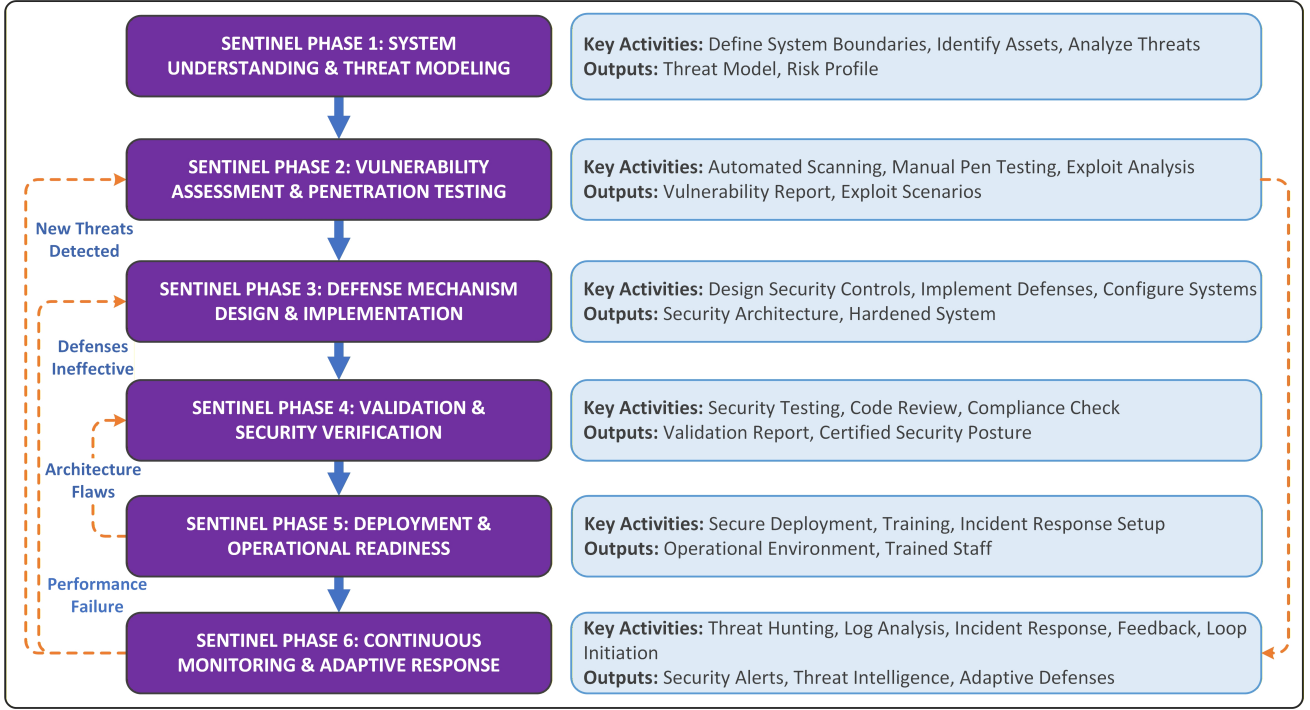 SENTINEL PHASE 1: SYSTEM
UNDERSTANDING & THREAT MODELING
Key Activities: Define System Boundaries, Identify Assets, Analyze Threats
Outputs: Threat Model, Risk Profile
SENTINEL PHASE 2: VULNERABILITY
ASSESSMENT & PENETRATION TESTING
Key Activities: Automated Scanning, Manual Pen Testing, Exploit Analysis
Outputs: Vulnerability Report, Exploit Scenarios
New Threats
Detected
SENTINEL PHASE 3: DEFENSE MECHANISM
DESIGN & IMPLEMENTATION
Key Activities: Design Security Controls, Implement Defenses, Configure Systems
Outputs: Security Architecture, Hardened System
Defenses
Ineffective
SENTINEL PHASE 4: VALIDATION &
SECURITY VERIFICATION
Key Activities: Security Testing, Code Review, Compliance Check
Outputs: Validation Report, Certified Security Posture
Architecture
Flaws
SENTINEL PHASE 5: DEPLOYMENT &
OPERATIONAL READINESS
Key Activities: Secure Deployment, Training, Incident Response Setup
Outputs: Operational Environment, Trained Staff
Performance
Failure
SENTINEL PHASE 6: CONTINUOUS
MONITORING & ADAPTIVE RESPONSE
Key Activities: Threat Hunting, Log Analysis, Incident Response, Feedback, Loop
Initiation
Outputs: Security Alerts, Threat Intelligence, Adaptive Defenses